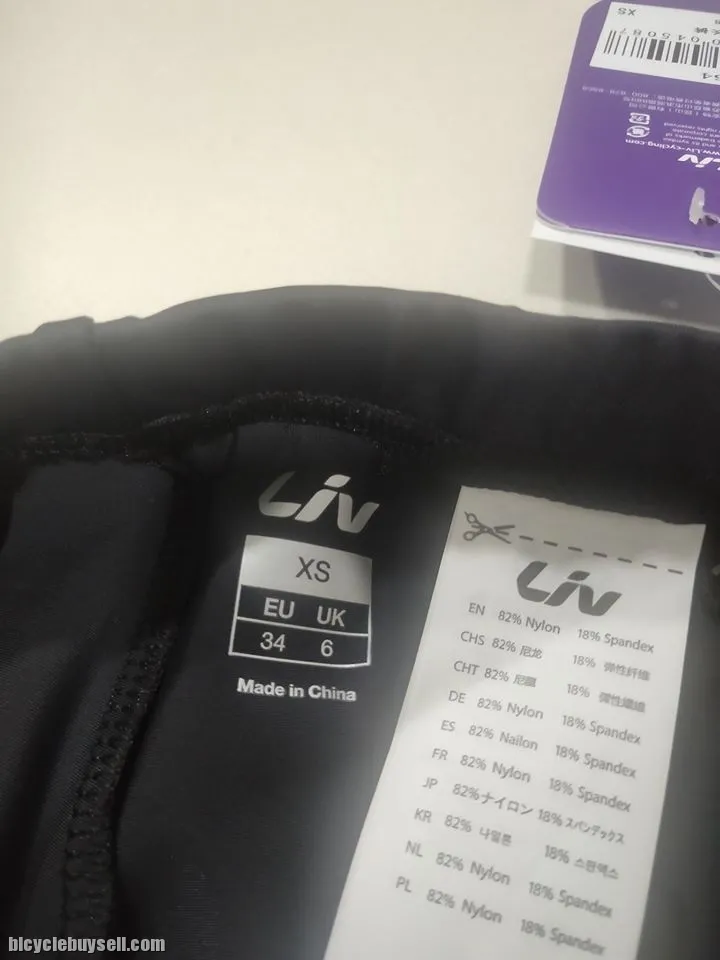 XS
www.Liv-cycling.com
Liv
Liv
XS
EU UK
34 6
Made in China
Liv
EN 82% Nylon 18% Spandex
CHS 82% 尼龙 18% 弹性纤维
CHT 82% 尼龍 18% 彈性纖維
DE 82% Nylon 18% Spandex
ES 82% Nailon 18% Spandex
FR 82% Nylon 18% Spandex
JP 82%ナイロン 18%スパンデックス
KR 82% 나일론 18% 스판덱스
NL 82% Nylon 18% Spandex
PL 82% Nylon 18% Spandex
bicyclebuysell.com